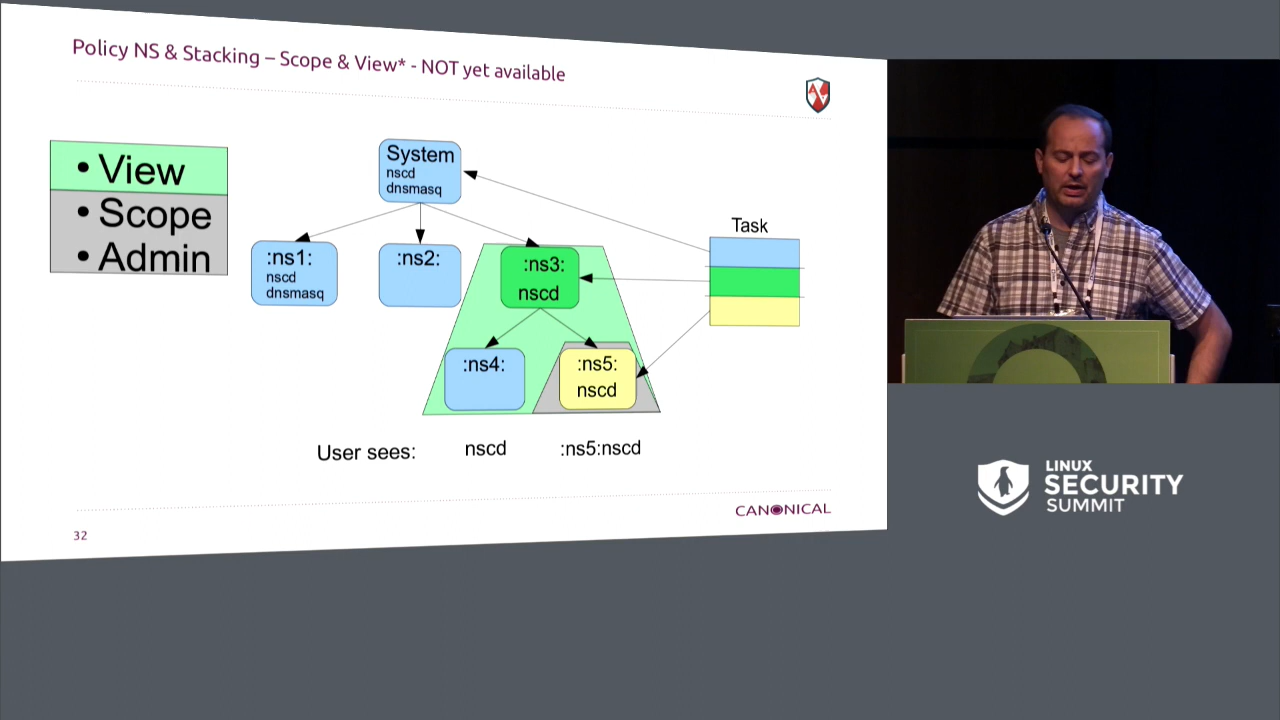 Policy NS & Stacking – Scope & View* - NOT yet available
• View
• Scope
• Admin
System
nscd
dnsmasq
Task
:ns1:
nscd
dnsmasq
:ns2:
:ns3:
nscd
:ns4:
:ns5:
nscd
User sees: nscd :ns5:nscd
CANONICAL
32
LINUX
SECURITY
SUMMIT